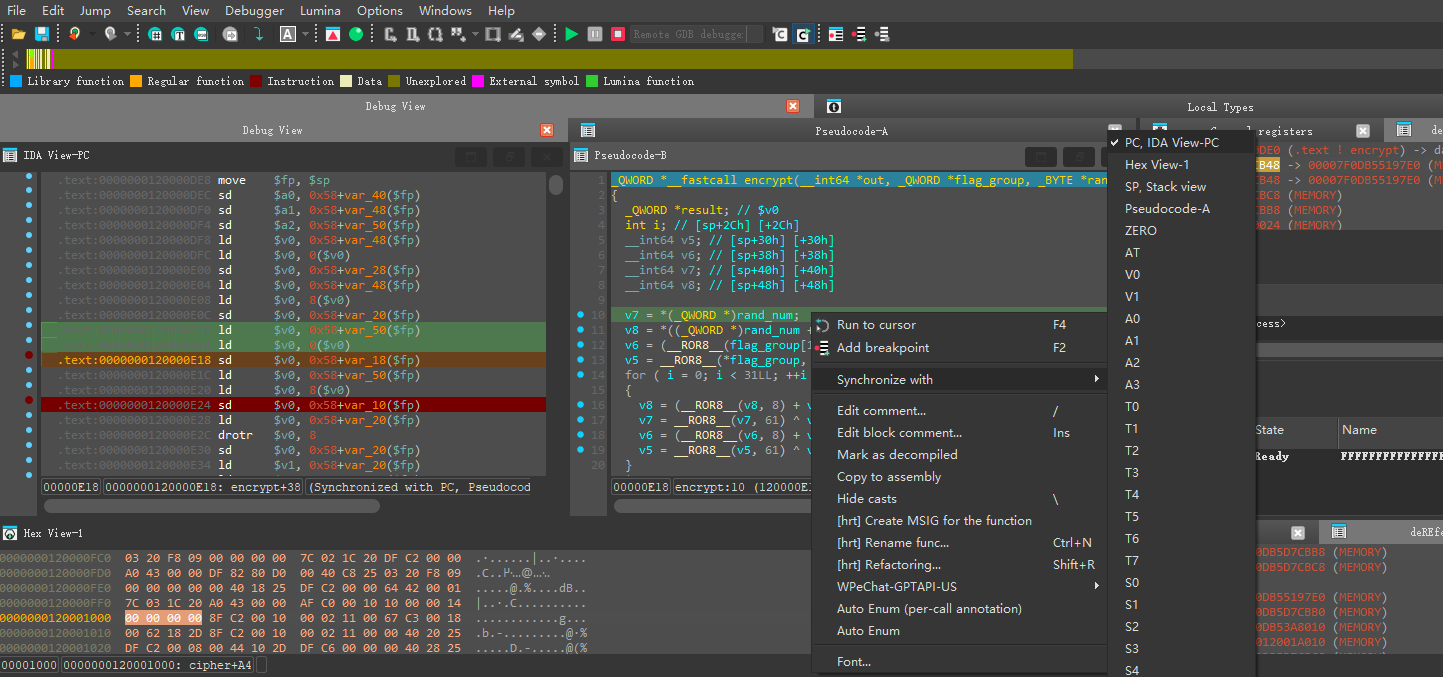 File Edit Jump Search View Debugger Lumina Options Windows Help
Remote GDB debugge
Library function Regular function Instruction Data Unexplored External symbol Lumina function
Debug View
Local Types
Debug View
Pseudocode-A
registers
de
IDA View-PC
Pseudocode-B
.text:0000000120000DE8 move $fp, $sp
.text:0000000120000DEC sd $a0, 0x58+var_40($fp)
.text:0000000120000DF0 sd $a1, 0x58+var_48($fp)
.text:0000000120000DF4 sd $a2, 0x58+var_50($fp)
.text:0000000120000DF8 ld $v0, 0x58+var_48($fp)
.text:0000000120000DFC ld $v0, 0($v0)
.text:0000000120000E00 sd $v0, 0x58+var_28($fp)
.text:0000000120000E04 ld $v0, 0x58+var_48($fp)
.text:0000000120000E08 ld $v0, 8($v0)
.text:0000000120000E0C sd $v0, 0x58+var_20($fp)
ld $v0, 0x58+var_50($fp)
ld $v0, 0($v0)
.text:0000000120000E18 sd $v0, 0x58+var_18($fp)
.text:0000000120000E1C ld $v0, 0x58+var_50($fp)
.text:0000000120000E20 ld $v0, 8($v0)
.text:0000000120000E24 sd $v0, 0x58+var_10($fp)
.text:0000000120000E28 ld $v0, 0x58+var_20($fp)
.text:0000000120000E2C drotr $v0, 8
.text:0000000120000E30 sd $v0, 0x58+var_20($fp)
.text:0000000120000E34 ld $v1, 0x58+var_20($fp)
00000E18 0000000120000E18: encrypt+38 (Synchronized with PC, Pseudocod
1 _QWORD *__fastcall encrypt(__int64 *out, _QWORD *flag_group, _BYTE *ran
2 {
3 _QWORD *result; // $v0
4 int i; // [sp+2Ch] [+2Ch]
5 __int64 v5; // [sp+30h] [+30h]
6 __int64 v6; // [sp+38h] [+38h]
7 __int64 v7; // [sp+40h] [+40h]
8 __int64 v8; // [sp+48h] [+48h]
9
10 v7 = *(_QWORD *)rand_num;
11 v8 = *((_QWORD *)rand_num +
12 v6 = (__ROR8__(flag_group[1
13 v5 = __ROR8__(*flag_group,
14 for ( i = 0; i < 31LL; ++i
15 {
16 v8 = (__ROR8__(v8, 8) + v
17 v7 = __ROR8__(v7, 61) ^ v
18 v6 = (__ROR8__(v6, 8) + v
19 v5 = __ROR8__(v5, 61) ^ v
20 }
00000E18 encrypt:10 (120000E
Run to cursor F4
Add breakpoint F2
Synchronize with
Edit comment... /
Edit block comment... Ins
Mark as decompiled
Copy to assembly
Hide casts \
[hrt] Create MSIG for the function
[hrt] Rename func... Ctrl+N
[hrt] Refactoring... Shift+R
WPeChat-GPTAPI-US
Auto Enum (per-call annotation)
Auto Enum
Font...
PC, IDA View-PC
Hex View-1
SP, Stack view
Pseudocode-A
ZERO
AT
V0
V1
A0
A1
A2
A3
T0
T1
T2
T3
T4
T5
T6
T7
S0
S1
S2
S3
S4
DE0 (.text ! encrypt) -> da
B48 -> 00007F0DB55197E0 (M
B48 -> 00007F0DB55197E0 (M
BC8 (MEMORY)
BB8 (MEMORY)
0024 (MEMORY)
cess>
State Name
Ready FFFFFFFFFFFFFFF
deREfe
0DB5D7CBB8 (MEMORY)
0DB5D7CBC8 (MEMORY)
0DB55197E0 (MEMORY)
0DB5D7CBB0 (MEMORY)
0DB53A8010 (MEMORY)
012001A010 (MEMORY)
Hex View-1
0000000120000FC0 03 20 F8 09 00 00 00 00 7C 02 1C 20 DF C2 00 00
0000000120000FD0 A0 43 00 00 DF 82 80 D0 00 40 C8 25 03 20 F8 09
0000000120000FE0 00 00 00 00 00 40 18 25 DF C2 00 00 64 42 00 01
0000000120000FF0 7C 03 1C 20 A0 43 00 00 AF C0 00 10 10 00 00 14
0000000120001000 00 00 00 00 8F C2 00 10 00 02 11 00 67 C3 00 18
0000000120001010 00 62 18 2D 8F C2 00 10 00 02 11 00 00 40 20 25
0000000120001020 DF C2 00 08 00 44 10 2D DF C6 00 00 00 40 28 25
00001000 0000000120001000: cipher+A4